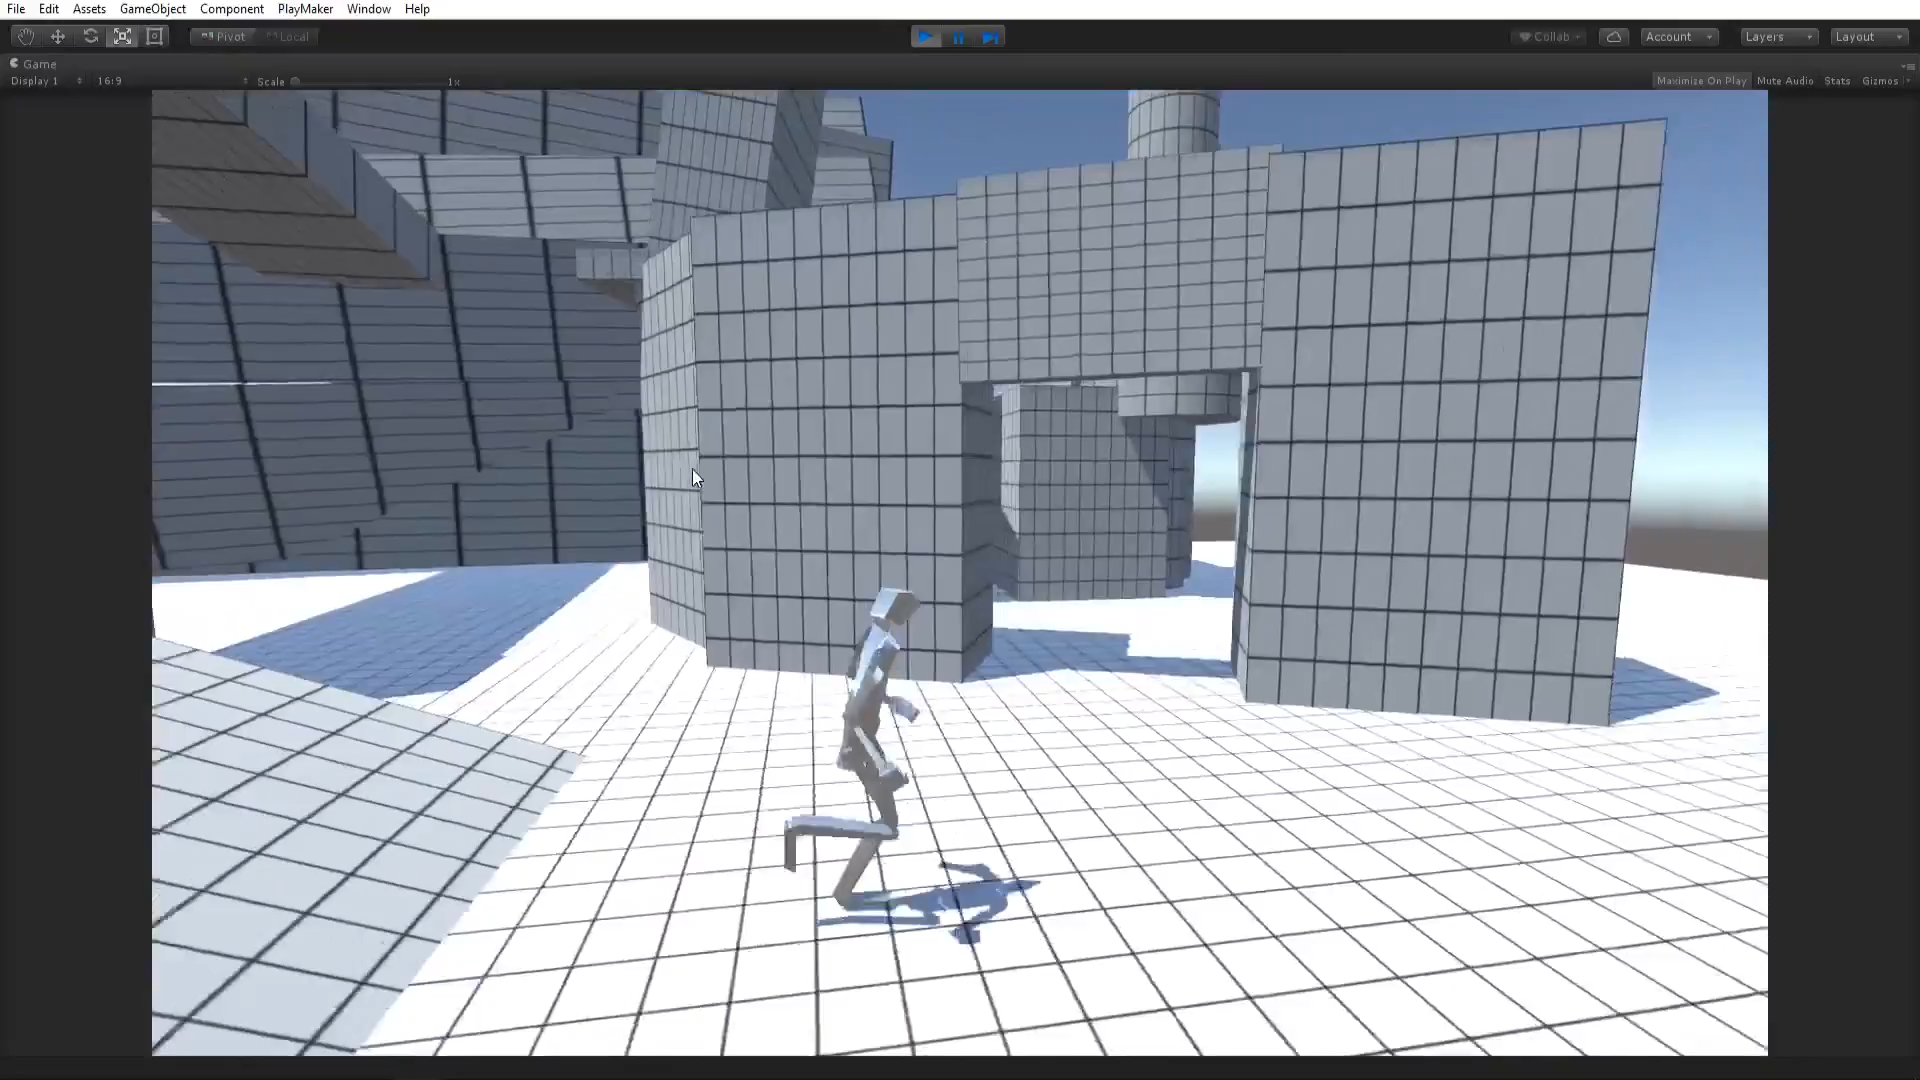 File Edit Assets GameObject Component PlayMaker Window Help
Pivot Local Collab Account Layers Layout
Game
Display 1 16:9 Scale 1x Maximize On Play Mute Audio Stats Gizmos